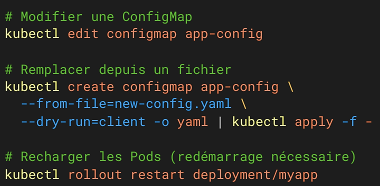 # Modifier une ConfigMap
kubectl edit configmap app-config
# Remplacer depuis un fichier
kubectl create configmap app-config \
--from-file=new-config.yaml \
--dry-run=client -o yaml | kubectl apply -f -
# Recharger les Pods (redémarrage nécessaire)
kubectl rollout restart deployment/myapp